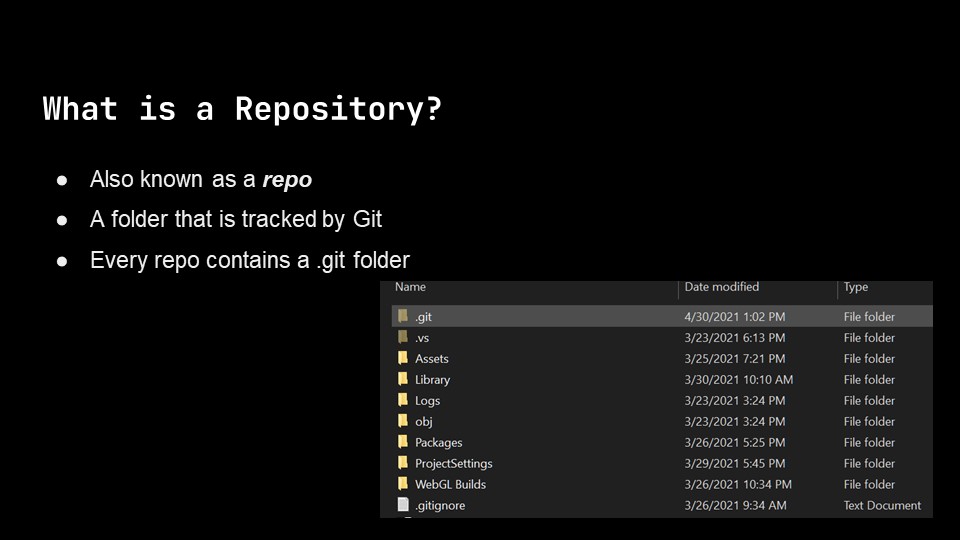 What is a Repository?
● Also known as a repo
● A folder that is tracked by Git
● Every repo contains a .git folder
Name Date modified Type
.git 4/30/2021 1:02 PM File folder
.vs 3/23/2021 6:13 PM File folder
Assets 3/25/2021 7:21 PM File folder
Library 3/30/2021 10:10 AM File folder
Logs 3/23/2021 3:24 PM File folder
obj 3/23/2021 3:24 PM File folder
Packages 3/26/2021 5:25 PM File folder
ProjectSettings 3/29/2021 5:45 PM File folder
WebGL Builds 3/26/2021 10:34 PM File folder
.gitignore 3/26/2021 9:34 AM Text Document